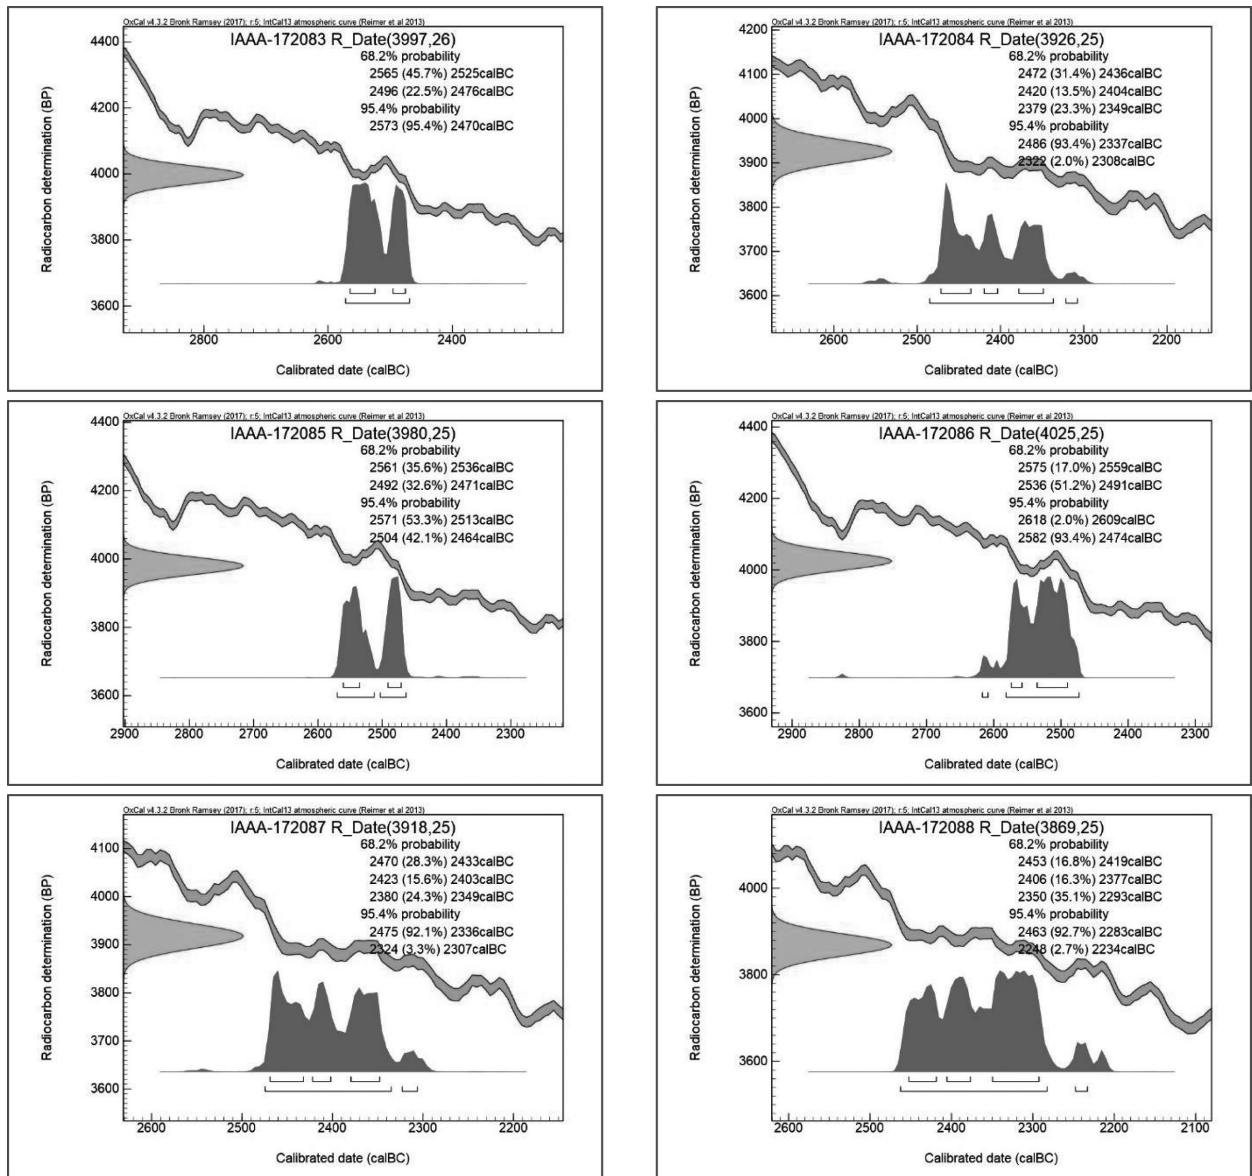 OxCal v4.3.2 Bronk Ramsey (2017); r:5; IntCal13 atmospheric curve (Reimer et al 2013)
IAAA-172083 R_Date(3997,26)
68.2% probability
2565 (45.7%) 2525calBC
2496 (22.5%) 2476calBC
95.4% probability
2573 (95.4%) 2470calBC
Radiocarbon determination (BP)
4400
4200
4000
3800
3600
2800
2600
2400
Calibrated date (calBC)
OxCal v4.3.2 Bronk Ramsey (2017); r:5; IntCal13 atmospheric curve (Reimer et al 2013)
IAAA-172084 R_Date(3926,25)
68.2% probability
2472 (31.4%) 2436calBC
2420 (13.5%) 2404calBC
2379 (23.3%) 2349calBC
95.4% probability
2486 (93.4%) 2337calBC
2322 (2.0%) 2308calBC
Radiocarbon determination (BP)
4200
4100
4000
3900
3800
3700
3600
2600
2500
2400
2300
2200
Calibrated date (calBC)
OxCal v4.3.2 Bronk Ramsey (2017); r:5; IntCal13 atmospheric curve (Reimer et al 2013)
IAAA-172085 R_Date(3980,25)
68.2% probability
2561 (35.6%) 2536calBC
2492 (32.6%) 2471calBC
95.4% probability
2571 (53.3%) 2513calBC
2504 (42.1%) 2464calBC
Radiocarbon determination (BP)
4400
4200
4000
3800
3600
2900
2800
2700
2600
2500
2400
2300
Calibrated date (calBC)
OxCal v4.3.2 Bronk Ramsey (2017); r:5; IntCal13 atmospheric curve (Reimer et al 2013)
IAAA-172086 R_Date(4025,25)
68.2% probability
2575 (17.0%) 2559calBC
2536 (51.2%) 2491calBC
95.4% probability
2618 (2.0%) 2609calBC
2582 (93.4%) 2474calBC
Radiocarbon determination (BP)
4400
4200
4000
3800
3600
2900
2800
2700
2600
2500
2400
2300
Calibrated date (calBC)
OxCal v4.3.2 Bronk Ramsey (2017); r:5; IntCal13 atmospheric curve (Reimer et al 2013)
IAAA-172087 R_Date(3918,25)
68.2% probability
2470 (28.3%) 2433calBC
2423 (15.6%) 2403calBC
2380 (24.3%) 2349calBC
95.4% probability
2475 (92.1%) 2336calBC
2324 (3.3%) 2307calBC
Radiocarbon determination (BP)
4100
4000
3900
3800
3700
3600
2600
2500
2400
2300
2200
Calibrated date (calBC)
OxCal v4.3.2 Bronk Ramsey (2017); r:5; IntCal13 atmospheric curve (Reimer et al 2013)
IAAA-172088 R_Date(3869,25)
68.2% probability
2453 (16.8%) 2419calBC
2406 (16.3%) 2377calBC
2350 (35.1%) 2293calBC
95.4% probability
2463 (92.7%) 2283calBC
2248 (2.7%) 2234calBC
Radiocarbon determination (BP)
4000
3800
3600
2600
2500
2400
2300
2200
2100
Calibrated date (calBC)